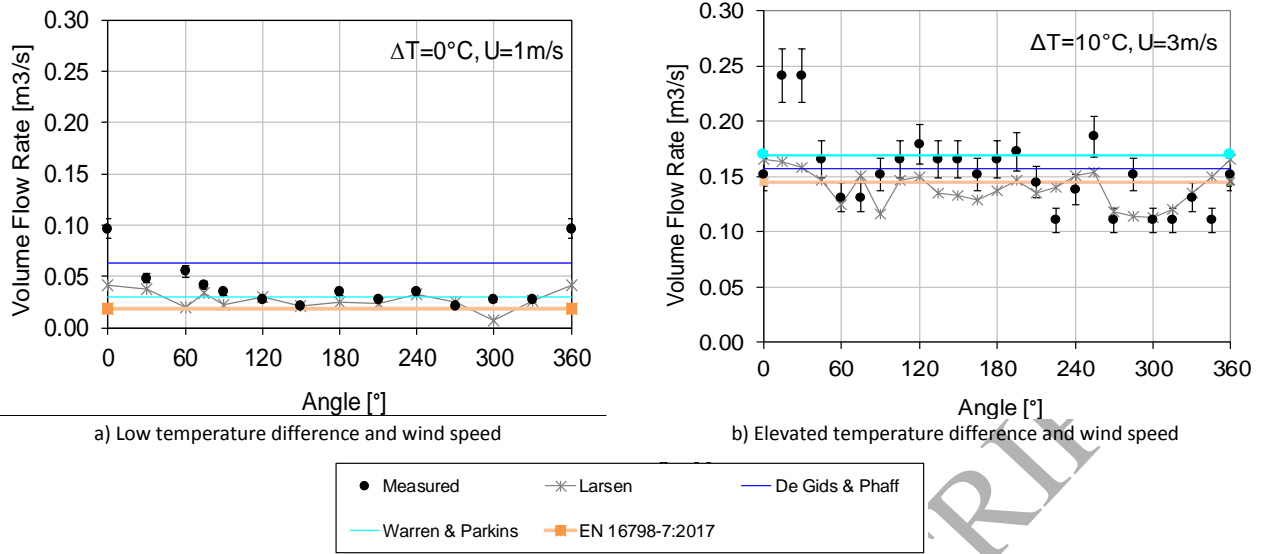 0.30
0.25
0.20
0.15
0.10
0.05
0.00
Volume Flow Rate [m3/s]
ΔT=0°C, U=1m/s
0 60 120 180 240 300 360
Angle [°]
a) Low temperature difference and wind speed
0.30
0.25
0.20
0.15
0.10
0.05
0.00
Volume Flow Rate [m3/s]
ΔT=10°C, U=3m/s
0 60 120 180 240 300 360
Angle [°]
b) Elevated temperature difference and wind speed
Measured Larsen De Gids & Phaff
Warren & Parkins EN 16798-7:2017